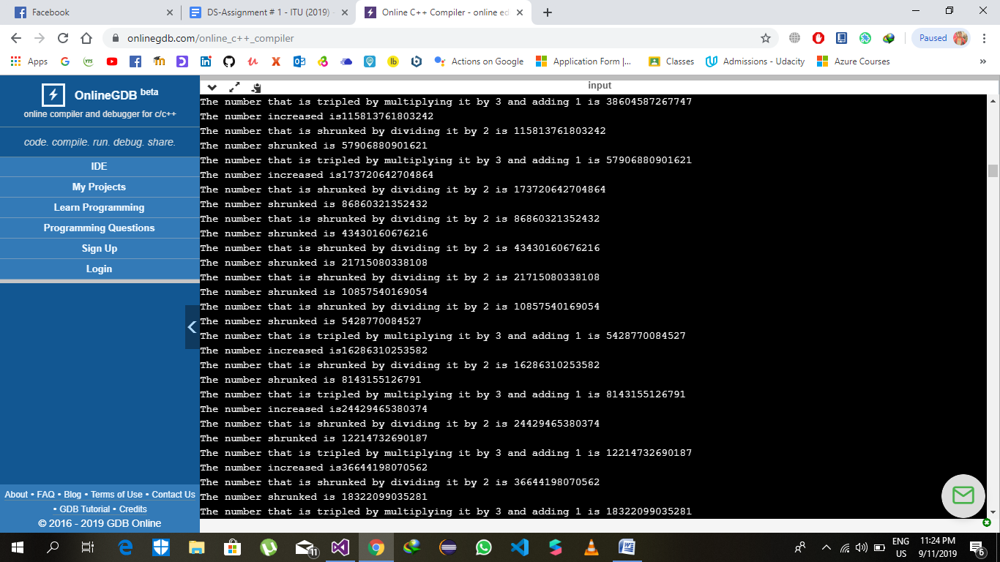 Facebook
DS-Assignment # 1 - ITU (2019) -
Online C++ Compiler - online ed
onlinegdb.com/online_c++_compiler
Paused
Apps
Actions on Google
Application Form |...
Classes
Admissions - Udacity
Azure Courses
OnlineGDB beta
online compiler and debugger for c/c++
code. compile. run. debug. share.
IDE
My Projects
Learn Programming
Programming Questions
Sign Up
Login
About • FAQ • Blog • Terms of Use • Contact Us
• GDB Tutorial • Credits
© 2016 - 2019 GDB Online
input
The number that is tripled by multiplying it by 3 and adding 1 is 38604587267747
The number increased is115813761803242
The number that is shrunked by dividing it by 2 is 115813761803242
The number shrunked is 57906880901621
The number that is tripled by multiplying it by 3 and adding 1 is 57906880901621
The number increased is173720642704864
The number that is shrunked by dividing it by 2 is 173720642704864
The number shrunked is 86860321352432
The number that is shrunked by dividing it by 2 is 86860321352432
The number shrunked is 43430160676216
The number that is shrunked by dividing it by 2 is 43430160676216
The number shrunked is 21715080338108
The number that is shrunked by dividing it by 2 is 21715080338108
The number shrunked is 10857540169054
The number that is shrunked by dividing it by 2 is 10857540169054
The number shrunked is 5428770084527
The number that is tripled by multiplying it by 3 and adding 1 is 5428770084527
The number increased is16286310253582
The number that is shrunked by dividing it by 2 is 16286310253582
The number shrunked is 8143155126791
The number that is tripled by multiplying it by 3 and adding 1 is 8143155126791
The number increased is24429465380374
The number that is shrunked by dividing it by 2 is 24429465380374
The number shrunked is 12214732690187
The number that is tripled by multiplying it by 3 and adding 1 is 12214732690187
The number increased is36644198070562
The number that is shrunked by dividing it by 2 is 36644198070562
The number shrunked is 18322099035281
The number that is tripled by multiplying it by 3 and adding 1 is 18322099035281
11
ENG
US
11:24 PM
9/11/2019
6